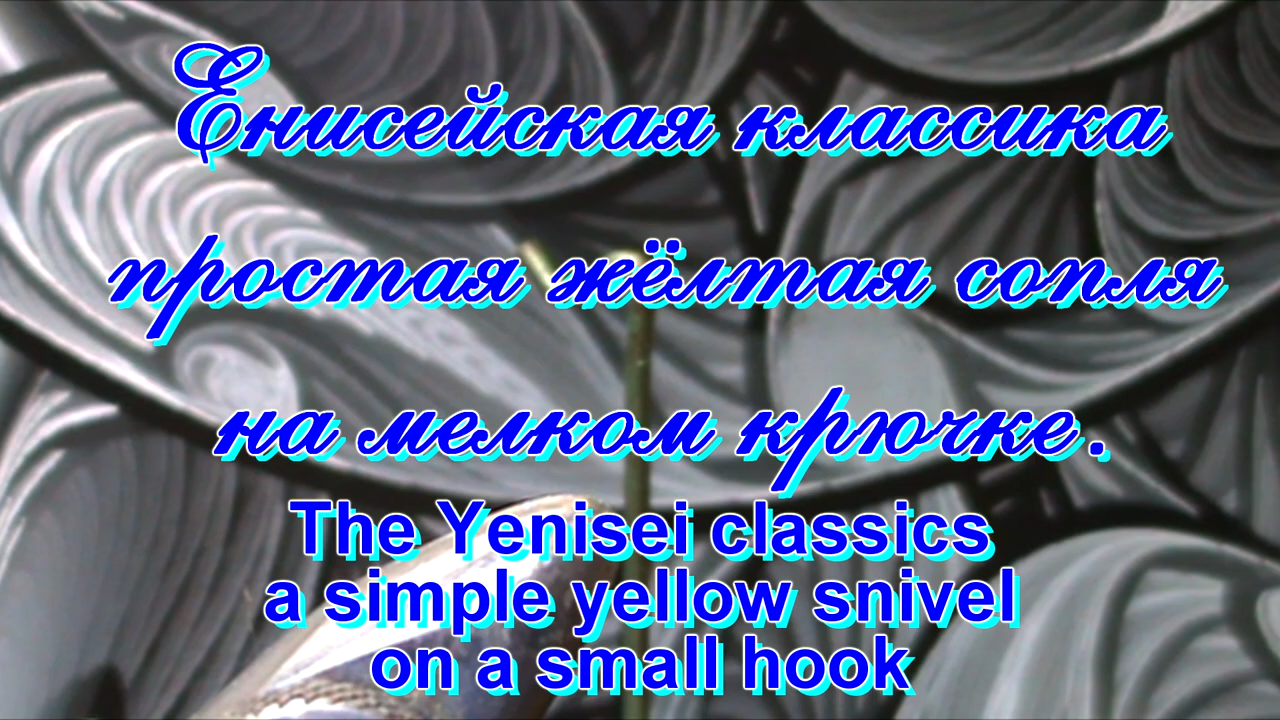 Енисейская классика
простая жёлтая сопля
на мелком крючке.
The Yenisei classics
a simple yellow snivel
on a small hook